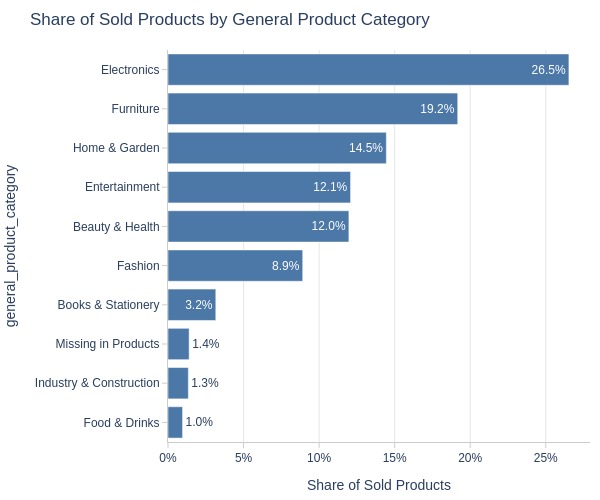 Share of Sold Products by General Product Category
general_product_category
Electronics 26.5%
Furniture 19.2%
Home & Garden 14.5%
Entertainment 12.1%
Beauty & Health 12.0%
Fashion 8.9%
Books & Stationery 3.2%
Missing in Products 1.4%
Industry & Construction 1.3%
Food & Drinks 1.0%
0% 5% 10% 15% 20% 25%
Share of Sold Products